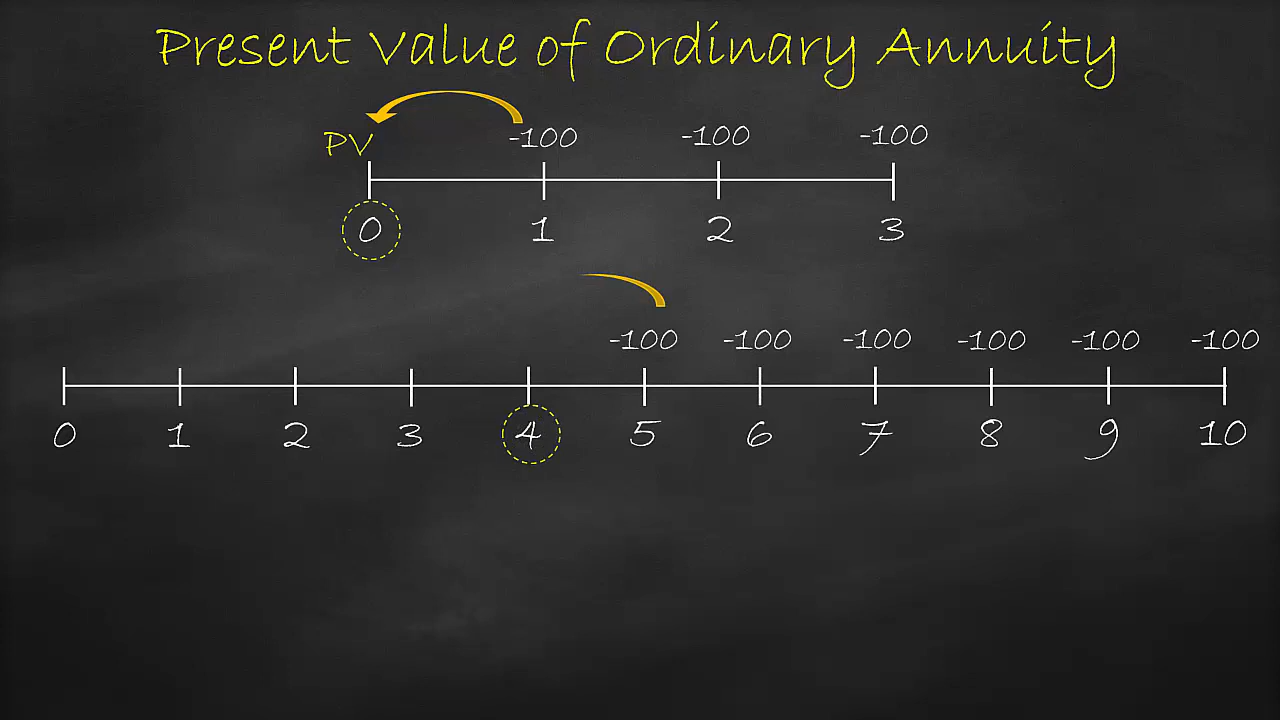 Present Value of Ordinary Annuity
PV -100 -100 -100
0 1 2 3
-100 -100 -100 -100 -100 -100
0 1 2 3 4 5 6 7 8 9 10